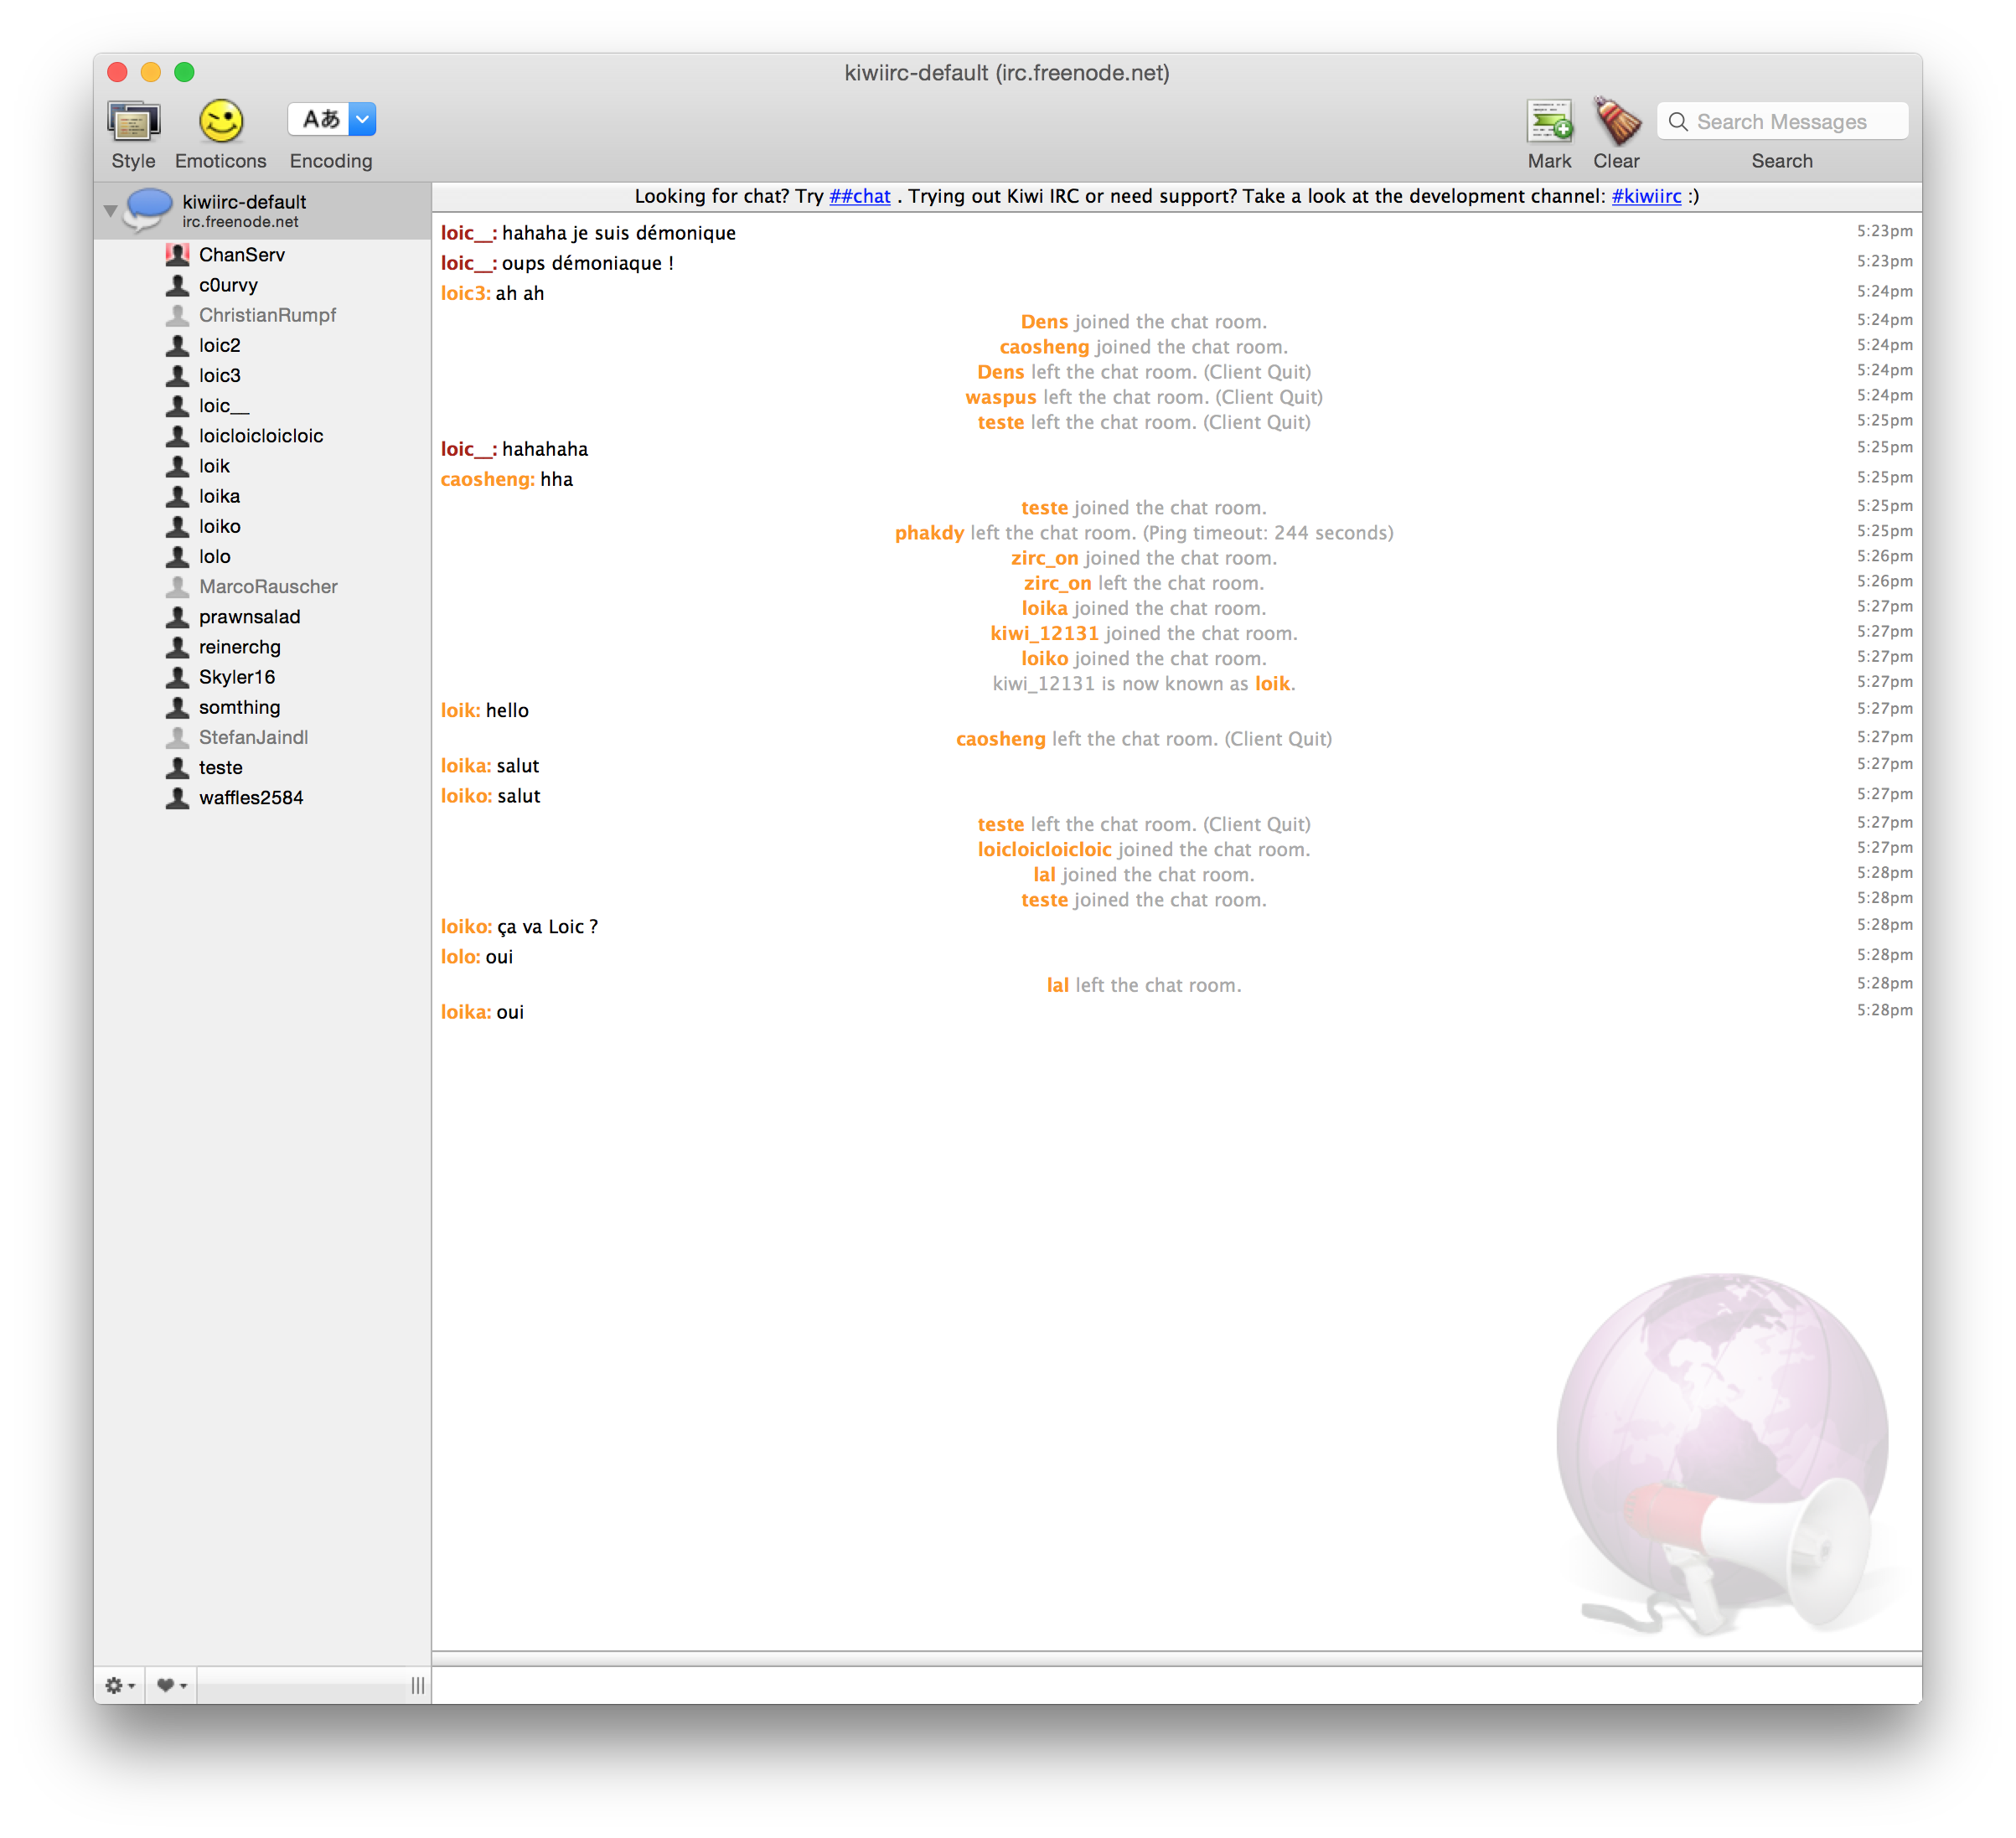 kiwiirc-default (irc.freenode.net)
Aあ
Search Messages
Style Emoticons Encoding Mark Clear Search
kiwiirc-default
irc.freenode.net
ChanServ
c0urvy
ChristianRumpf
loic2
loic3
loic__
loicloicloicloic
loik
loika
loiko
lolo
MarcoRauscher
prawnsalad
reinerchg
Skyler16
somthing
StefanJaindl
teste
waffles2584
Looking for chat? Try ##chat . Trying out Kiwi IRC or need support? Take a look at the development channel: #kiwiirc :)
loic__: hahaha je suis démonique 5:23pm
loic__: oups démoniaque ! 5:23pm
loic3: ah ah 5:24pm
Dens joined the chat room. 5:24pm
caosheng joined the chat room. 5:24pm
Dens left the chat room. (Client Quit) 5:24pm
waspus left the chat room. (Client Quit) 5:24pm
teste left the chat room. (Client Quit) 5:25pm
loic__: hahahaha 5:25pm
caosheng: hha 5:25pm
teste joined the chat room. 5:25pm
phakdy left the chat room. (Ping timeout: 244 seconds) 5:25pm
zirc_on joined the chat room. 5:26pm
zirc_on left the chat room. 5:26pm
loika joined the chat room. 5:27pm
kiwi_12131 joined the chat room. 5:27pm
loiko joined the chat room. 5:27pm
kiwi_12131 is now known as loik. 5:27pm
loik: hello 5:27pm
caosheng left the chat room. (Client Quit) 5:27pm
loika: salut 5:27pm
loiko: salut 5:27pm
teste left the chat room. (Client Quit) 5:27pm
loicloicloicloic joined the chat room. 5:27pm
lal joined the chat room. 5:28pm
teste joined the chat room. 5:28pm
loiko: ça va Loic ? 5:28pm
lolo: oui 5:28pm
lal left the chat room. 5:28pm
loika: oui 5:28pm